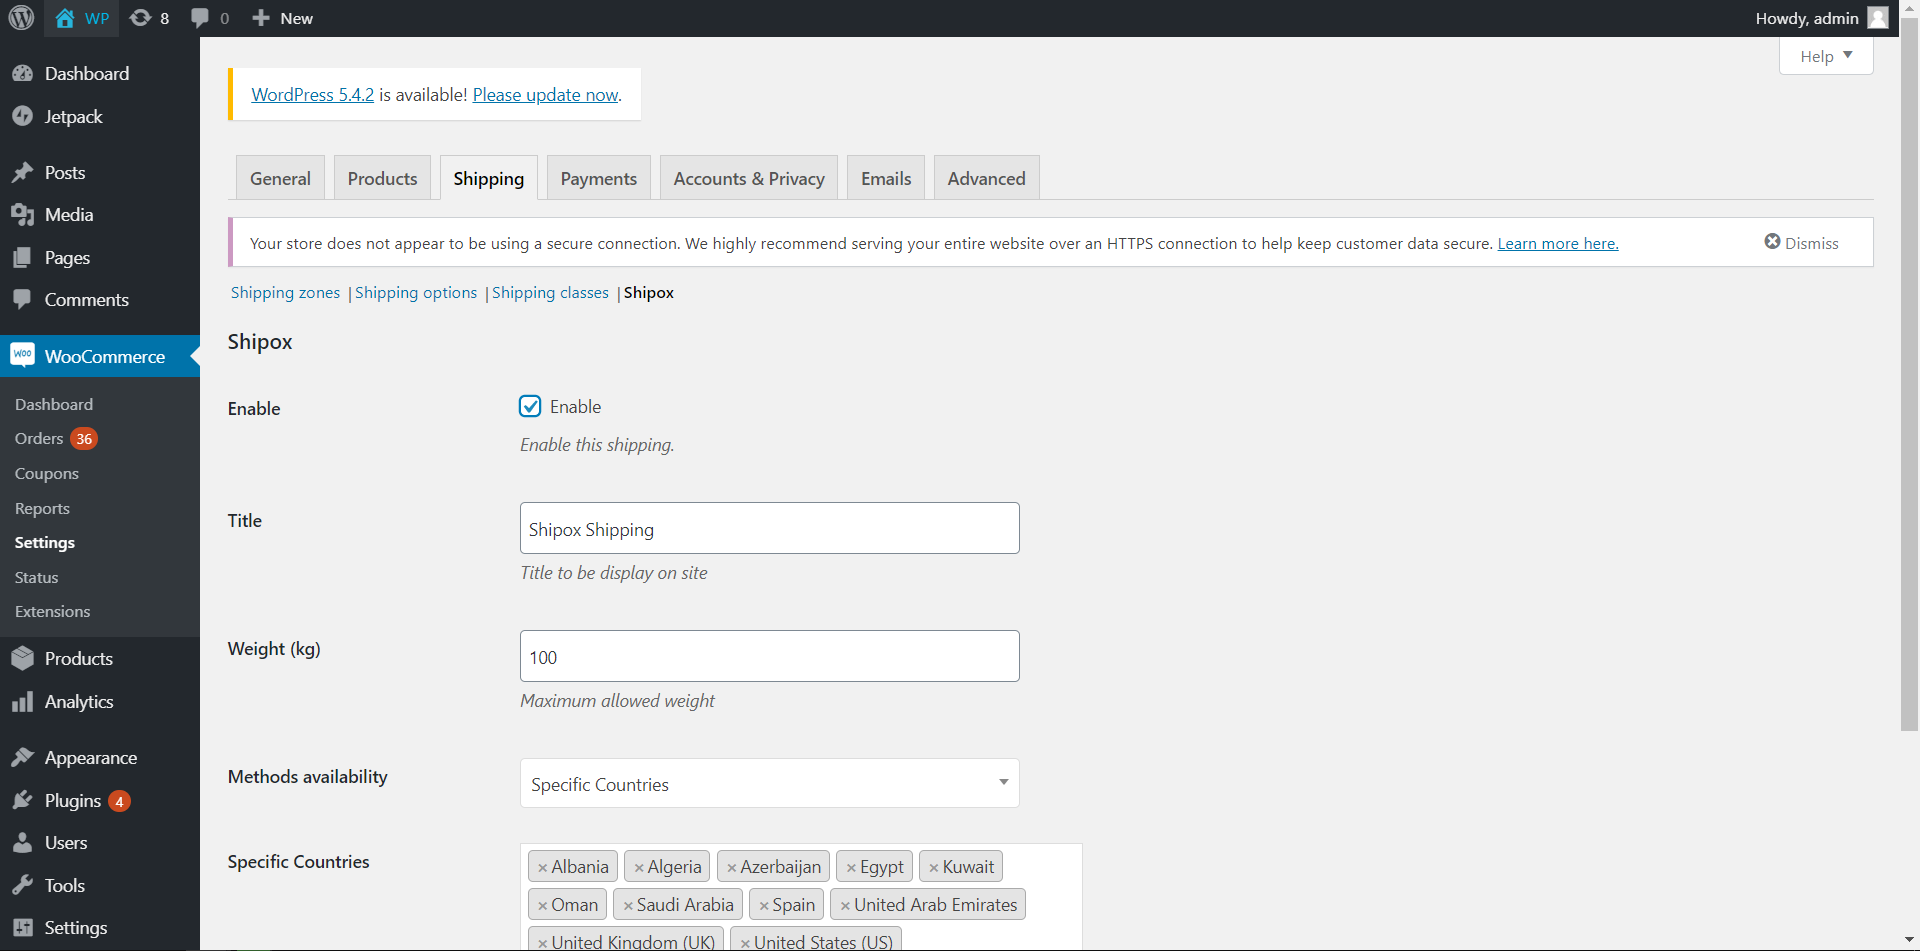 WP 8 0 New Howdy, admin
Help
Dashboard
Jetpack
Posts
Media
Pages
Comments
WooCommerce
Dashboard
Orders 36
Coupons
Reports
Settings
Status
Extensions
Products
Analytics
Appearance
Plugins 4
Users
Tools
Settings
WordPress 5.4.2 is available! Please update now.
General Products Shipping Payments Accounts & Privacy Emails Advanced
Your store does not appear to be using a secure connection. We highly recommend serving your entire website over an HTTPS connection to help keep customer data secure. Learn more here. Dismiss
Shipping zones | Shipping options | Shipping classes | Shipox
Shipox
Enable Enable
Enable this shipping.
Title Shipox Shipping
Title to be display on site
Weight (kg) 100
Maximum allowed weight
Methods availability Specific Countries
Specific Countries × Albania × Algeria × Azerbaijan × Egypt × Kuwait
× Oman × Saudi Arabia × Spain × United Arab Emirates
× United Kingdom (UK) × United States (US)